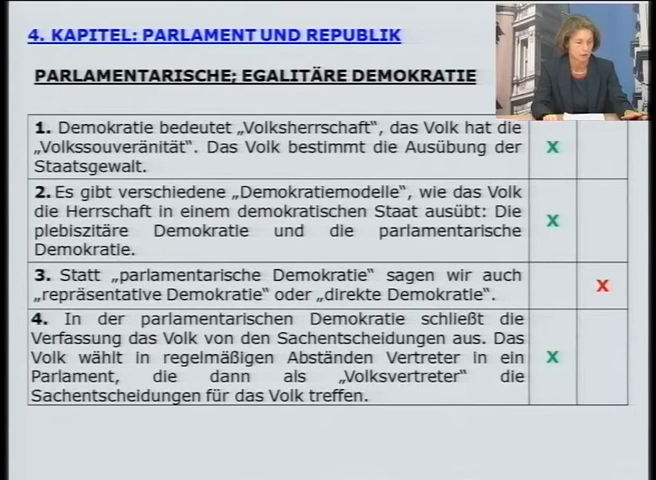 4. KAPITEL: PARLAMENT UND REPUBLIK
PARLAMENTARISCHE; EGALITÄRE DEMOKRATIE
1. Demokratie bedeutet „Volksherrschaft“, das Volk hat die
„Volkssouveränität“. Das Volk bestimmt die Ausübung der
Staatsgewalt.
X
2. Es gibt verschiedene „Demokratiemodelle“, wie das Volk
die Herrschaft in einem demokratischen Staat ausübt: Die
plebiszitäre Demokratie und die parlamentarische
Demokratie.
X
3. Statt „parlamentarische Demokratie“ sagen wir auch
„repräsentative Demokratie“ oder „direkte Demokratie“.
X
4. In der parlamentarischen Demokratie schließt die
Verfassung das Volk von den Sachentscheidungen aus. Das
Volk wählt in regelmäßigen Abständen Vertreter in ein
Parlament, die dann als „Volksvertreter“ die
Sachentscheidungen für das Volk treffen.
X